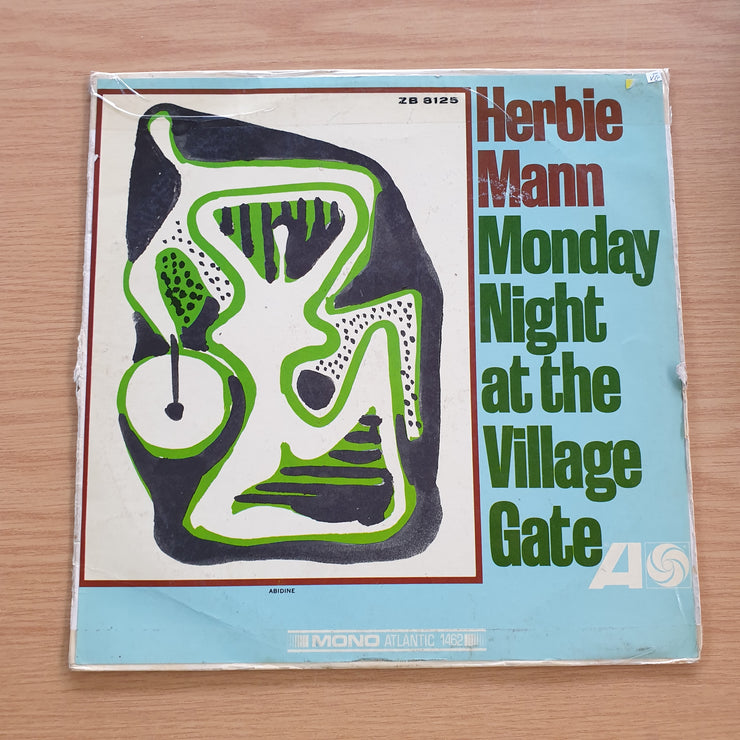 ZB 8125
Herbie
Mann
Monday
Night
at the
Village
Gate
A
ABIDINE
MONO ATLANTIC 1462